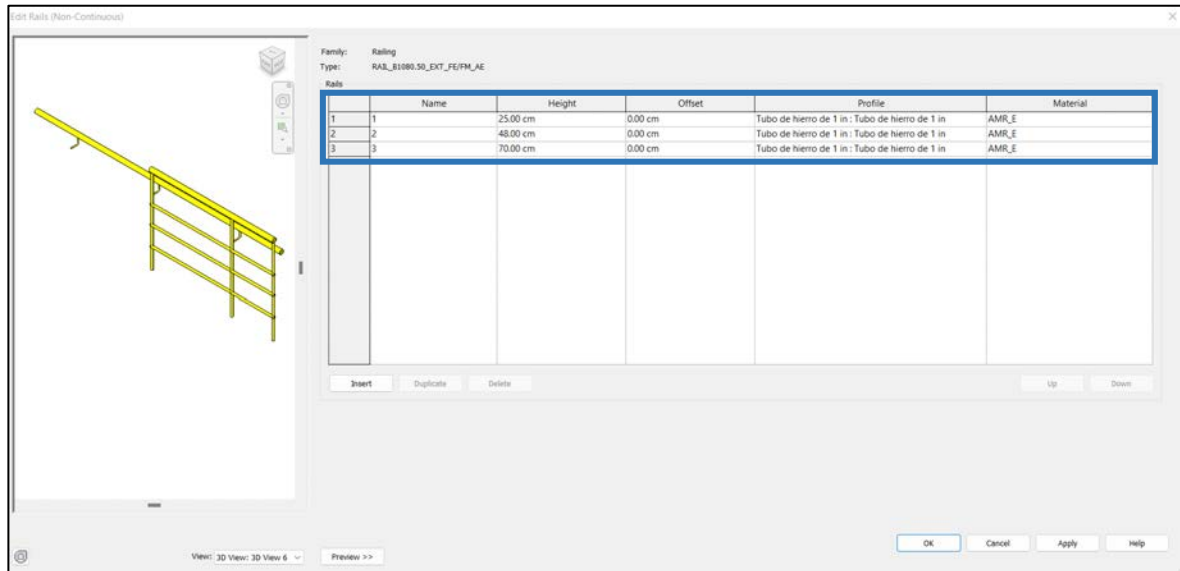 Edit Rails (Non-Continuous)
Family: Railing
Type: RAIL_B1080.50_EXT_FE/FM_AE
Rails
Name Height Offset Profile Material
1 1 25.00 cm 0.00 cm Tubo de hierro de 1 in : Tubo de hierro de 1 in AMR_E
2 2 48.00 cm 0.00 cm Tubo de hierro de 1 in : Tubo de hierro de 1 in AMR_E
3 3 70.00 cm 0.00 cm Tubo de hierro de 1 in : Tubo de hierro de 1 in AMR_E
Insert Duplicate Delete Up Down
View: 3D View: 3D View 6 Preview >> OK Cancel Apply Help